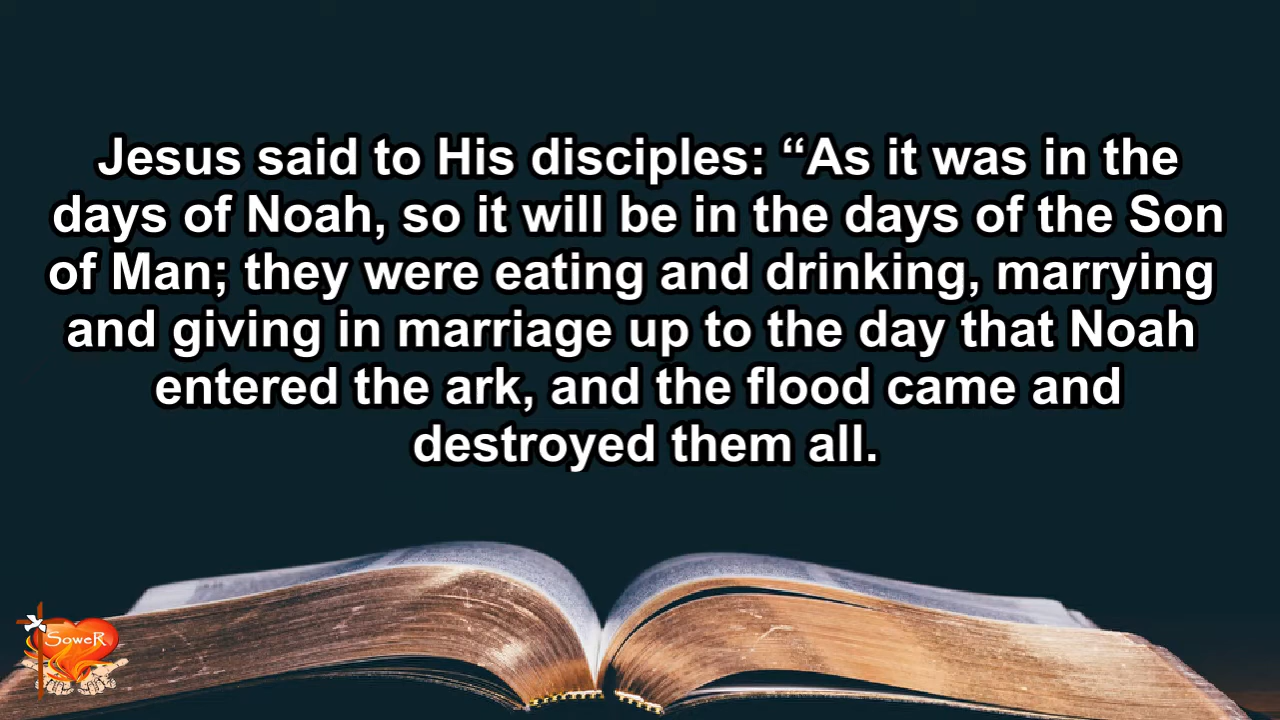 Jesus said to His disciples: “As it was in the
days of Noah, so it will be in the days of the Son
of Man; they were eating and drinking, marrying
and giving in marriage up to the day that Noah
entered the ark, and the flood came and
destroyed them all.
SoweR